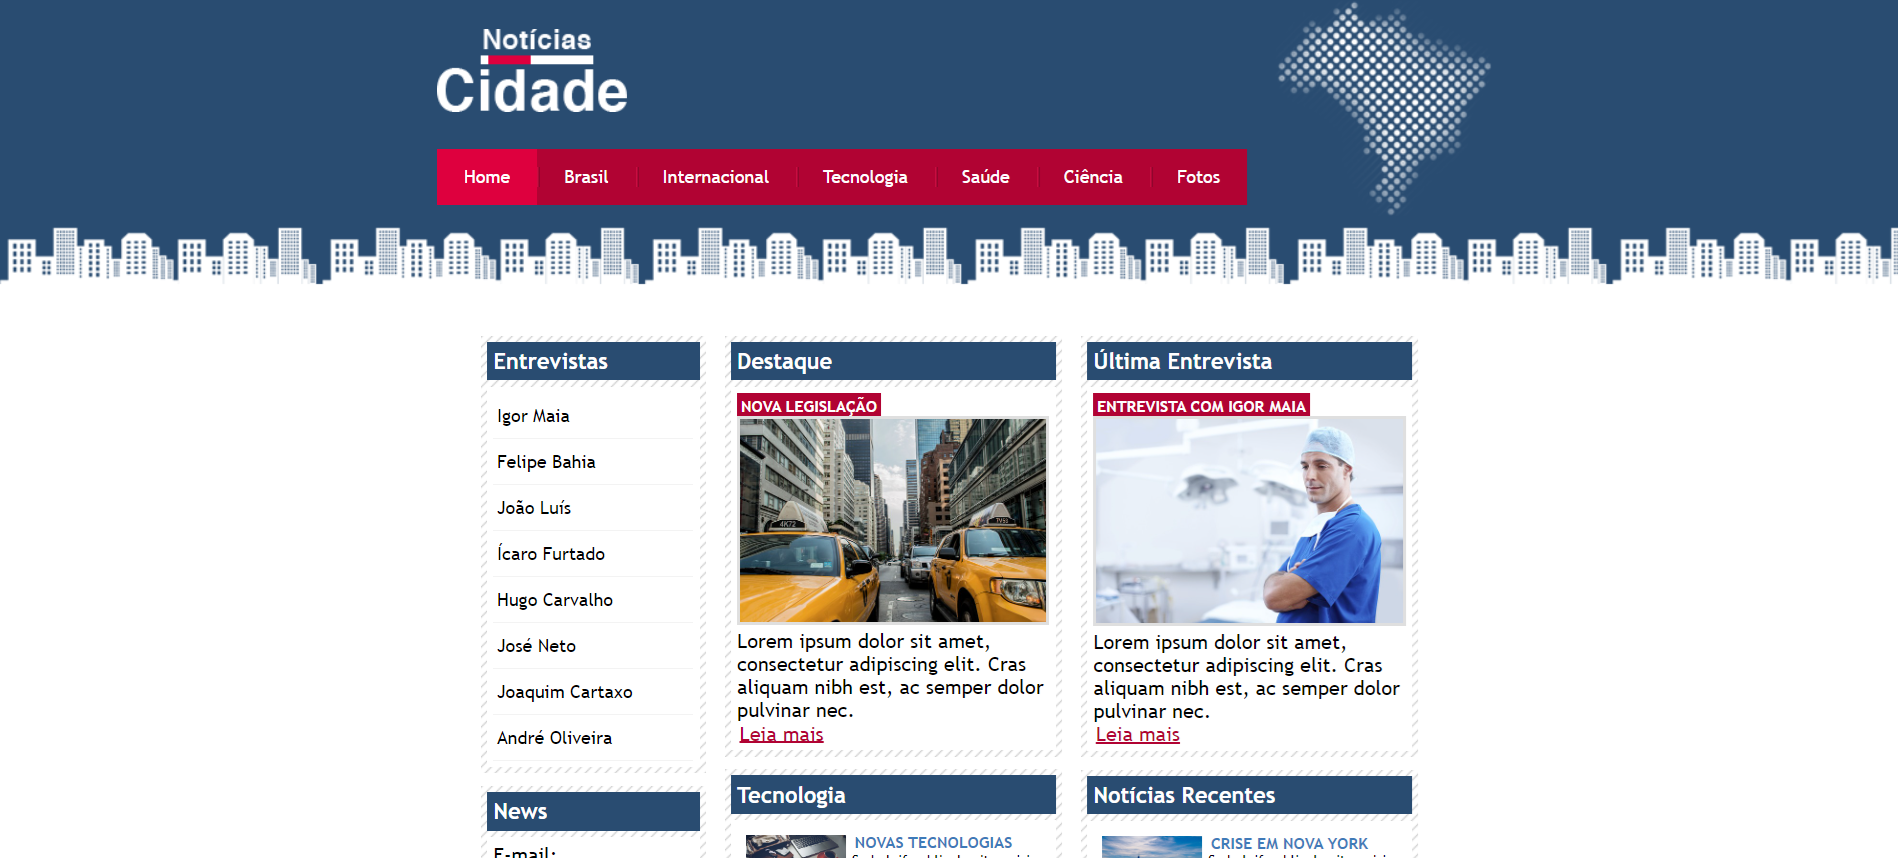 Notícias
Cidade
Home
Brasil
Internacional
Tecnologia
Saúde
Ciência
Fotos
Entrevistas
Igor Maia
Felipe Bahia
João Luís
Ícaro Furtado
Hugo Carvalho
José Neto
Joaquim Cartaxo
André Oliveira
News
E-mail:
Destaque
NOVA LEGISLAÇÃO
4K72
Lorem ipsum dolor sit amet,
consectetur adipiscing elit. Cras
aliquam nibh est, ac semper dolor
pulvinar nec.
Leia mais
Tecnologia
NOVAS TECNOLOGIAS
Última Entrevista
ENTREVISTA COM IGOR MAIA
Lorem ipsum dolor sit amet,
consectetur adipiscing elit. Cras
aliquam nibh est, ac semper dolor
pulvinar nec.
Leia mais
Notícias Recentes
CRISE EM NOVA YORK